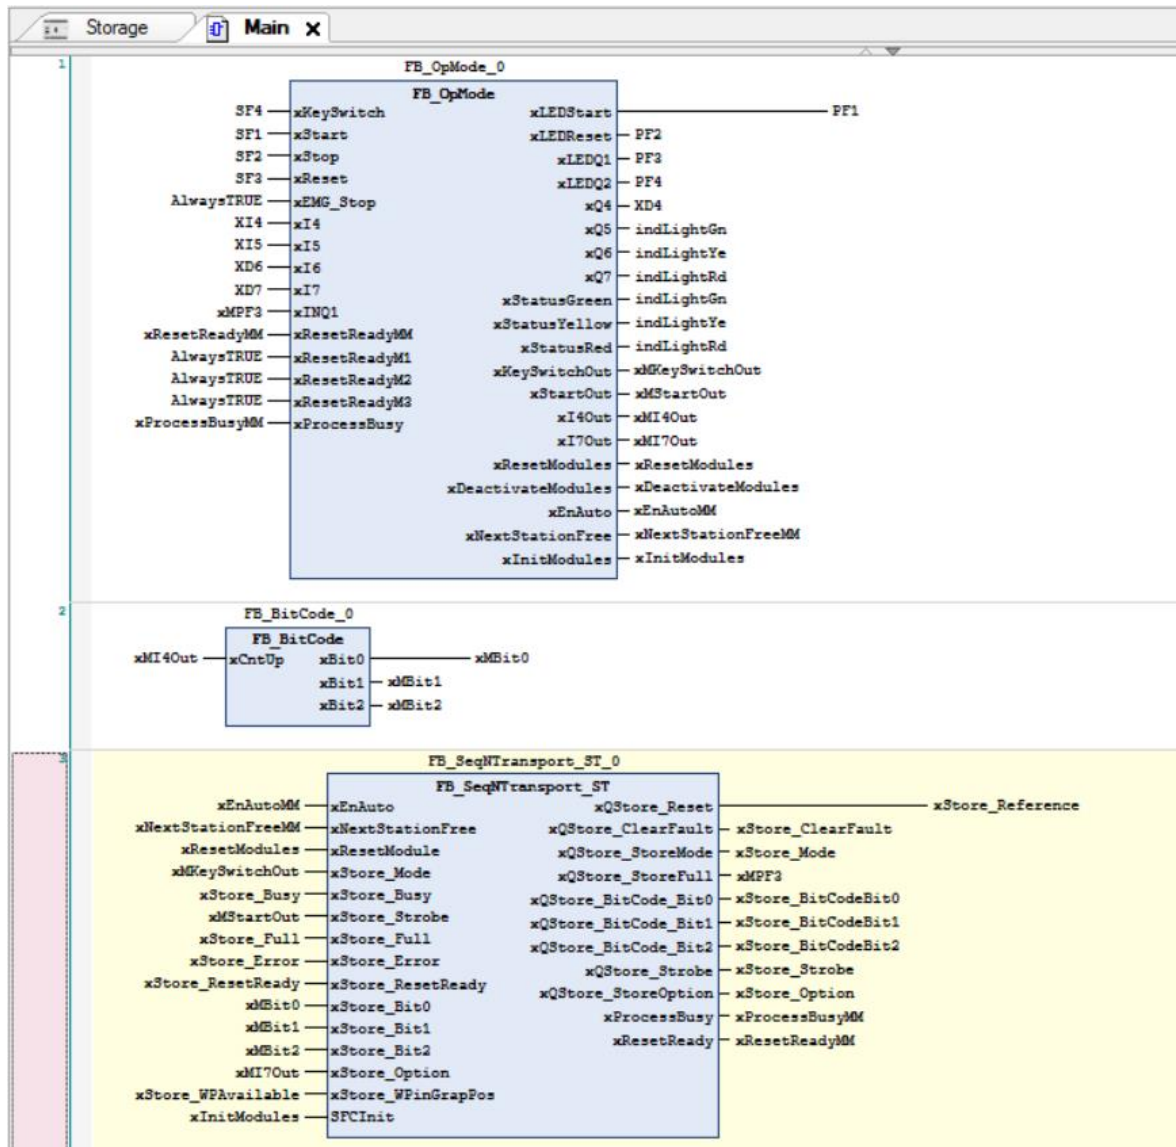 Storage Main X
1
FB_OpMode_0
FB_OpMode
SF4 xKeySwitch xLEDStart PF1
SF1 xStart xLEDReset PF2
SF2 xStop xLEDQ1 PF3
SF3 xReset xLEDQ2 PF4
AlwaysTRUE xEMG_Stop xQ4 XD4
XI4 xI4 xQ5 indLightGn
XI5 xI5 xQ6 indLightYe
XD6 xI6 xQ7 indLightRd
XD7 xI7 xStatusGreen indLightGn
xMPF3 xINQ1 xStatusYellow indLightYe
xResetReadyMM xResetReadyMM xStatusRed indLightRd
AlwaysTRUE xResetReadyM1 xKeySwitchOut xMKeySwitchOut
AlwaysTRUE xResetReadyM2 xStartOut xMStartOut
AlwaysTRUE xResetReadyM3 xI4Out xMI4Out
xProcessBusyMM xProcessBusy xI7Out xMI7Out
xResetModules xResetModules
xDeactivateModules xDeactivateModules
xEnAuto xEnAutoMM
xNextStationFree xNextStationFreeMM
xInitModules xInitModules
2
FB_BitCode_0
FB_BitCode
xMI4Out xCntUp xBit0 xMBit0
xBit1 xMBit1
xBit2 xMBit2
3
FB_SeqNTransport_ST_0
FB_SeqNTransport_ST
xEnAutoMM xEnAuto xQStore_Reset xStore_Reference
xNextStationFreeMM xNextStationFree xQStore_ClearFault xStore_ClearFault
xResetModules xResetModule xQStore_StoreMode xStore_Mode
xMKeySwitchOut xStore_Mode xQStore_StoreFull xMPF3
xStore_Busy xStore_Busy xQStore_BitCode_Bit0 xStore_BitCodeBit0
xMStartOut xStore_Strobe xQStore_BitCode_Bit1 xStore_BitCodeBit1
xStore_Full xStore_Full xQStore_BitCode_Bit2 xStore_BitCodeBit2
xStore_Error xStore_Error xQStore_Strobe xStore_Strobe
xStore_ResetReady xStore_ResetReady xQStore_StoreOption xStore_Option
xMBit0 xStore_Bit0 xProcessBusy xProcessBusyMM
xMBit1 xStore_Bit1 xResetReady xResetReadyMM
xMBit2 xStore_Bit2
xMI7Out xStore_Option
xStore_WPAvailable xStore_WPinGrapPos
xInitModules SFCInit